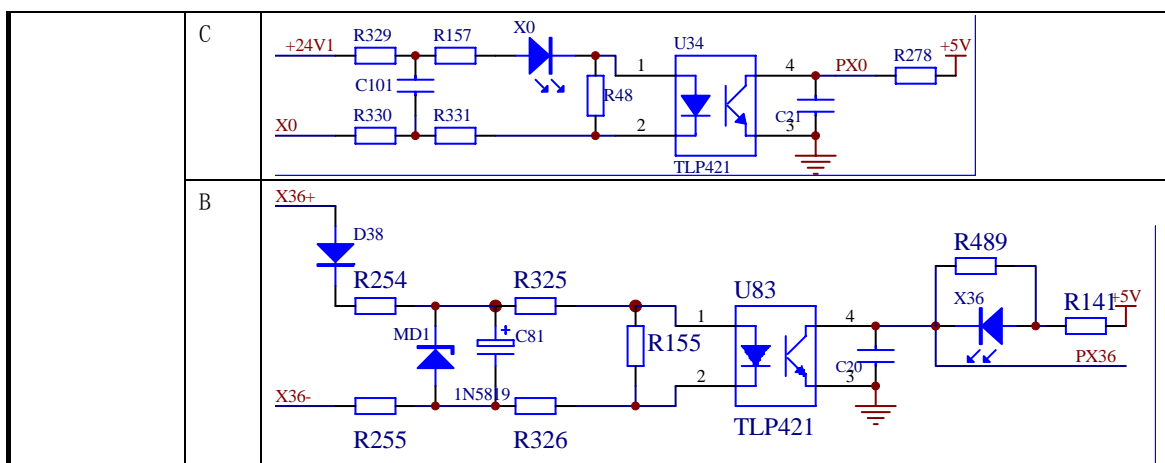 C
X0
+24V1
R329
R157
U34
+5V
R278
PX0
1
4
C101
R48
C21
R330
R331
X0
2
3
TLP421
B
X36+
D38
R489
R254
R325
U83
X36
R141
+5V
1
4
MD1
C81
R155
C20
PX36
2
3
X36-
1N5819
TLP421
R255
R326